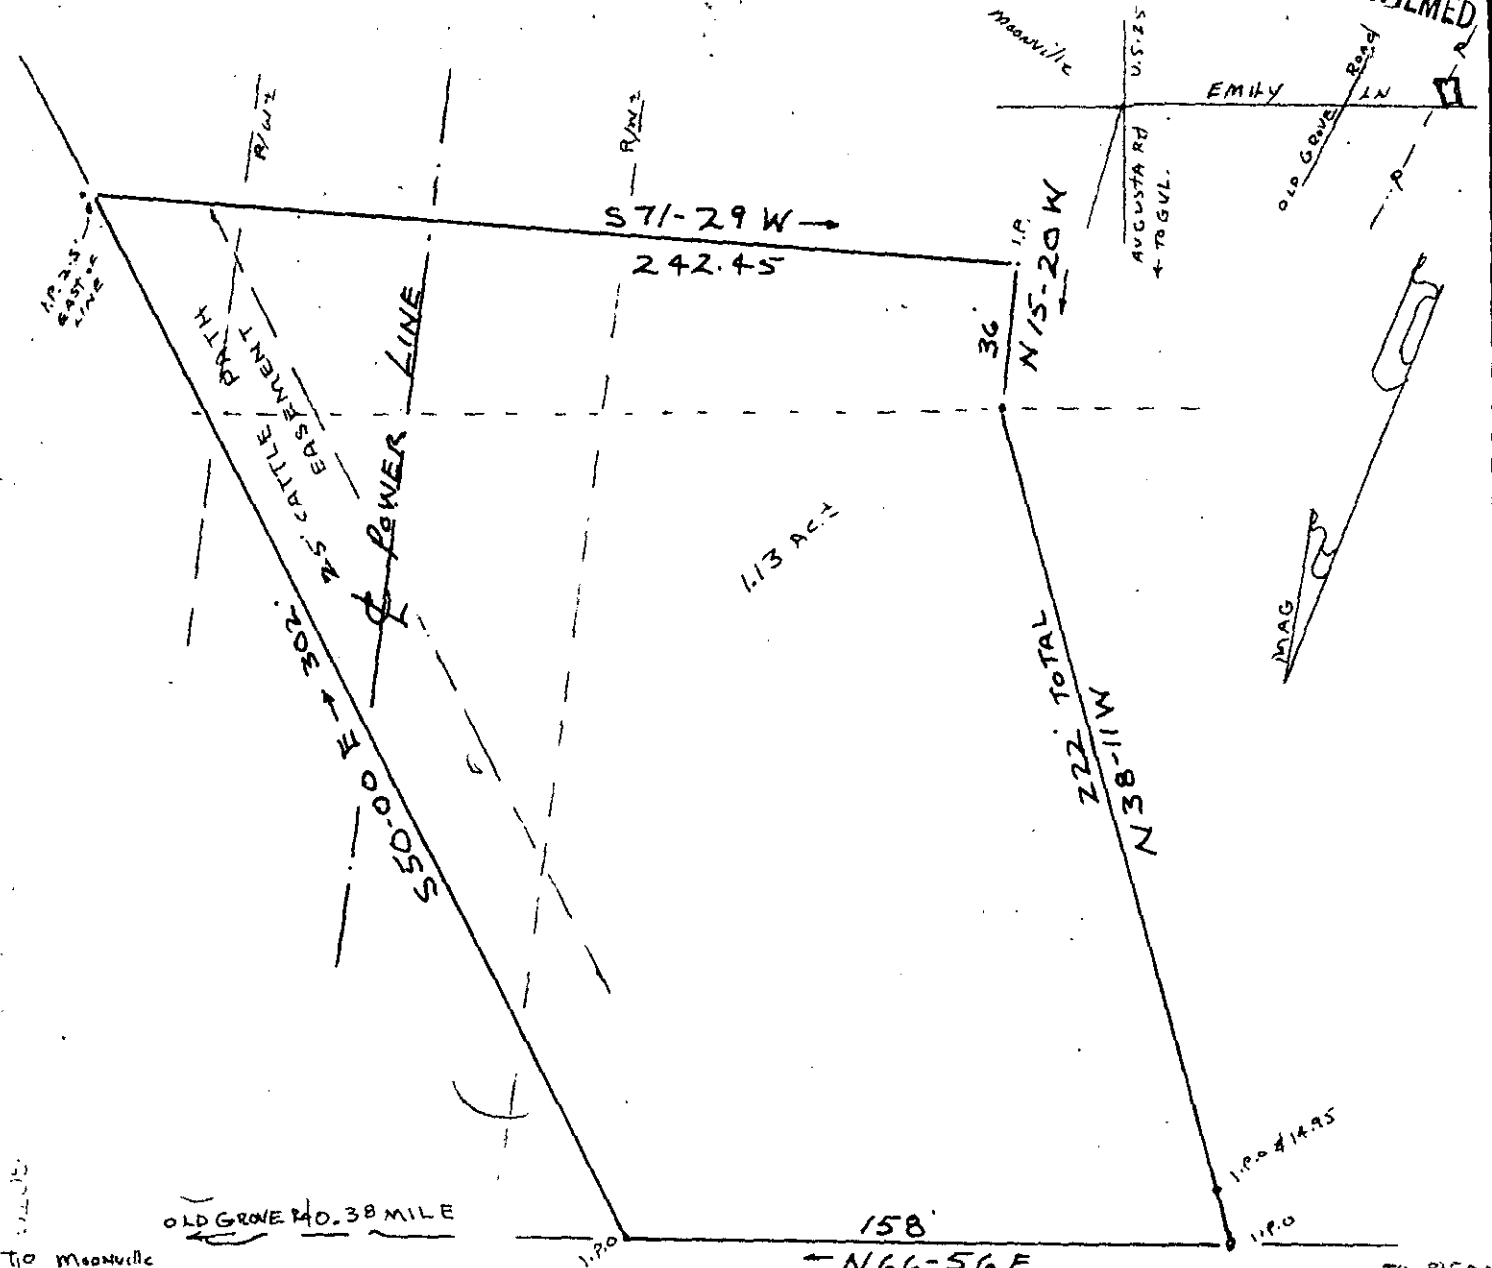 Moonville
U.S. 25
EMILY LN
OLD GROVE ROAD
AUGUSTA Rd
← TO GVL.
R
R
R/W±
R/W±
S 71-29 W →
242.45
I.P.
N 15-20 W
←
36
I.P. 2.5'
EAST OF
LINE
25' CATTLE PATH
EASEMENT
℄ POWER LINE
1.13 AC.±
MAG
S50-00 E → 302.
222' TOTAL
N38-11W
I.P.O @ 14.95
I.P.O
I.P.O
158'
← N66-56 E
OLD GROVE Rd 0.38 MILE
TO Moonville